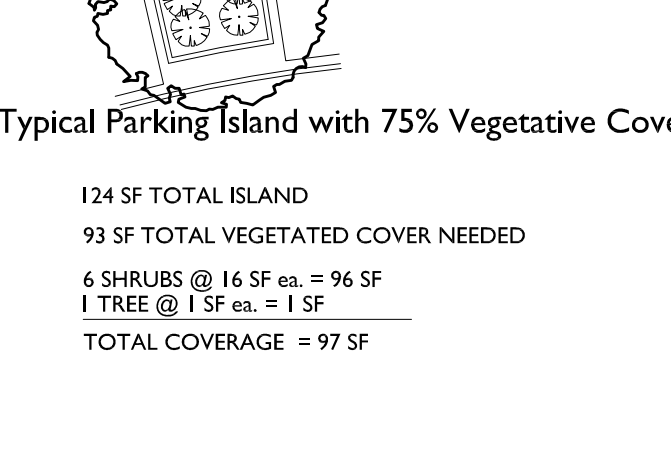 Typical Parking Island with 75% Vegetative
124 SF TOTAL ISLAND
93 SF TOTAL VEGETATED COVER NEEDED
6 SHRUBS @ 16 SF ea. = 96 SF
1 TREE @ 1 SF ea. = 1 SF
TOTAL COVERAGE = 97 SF